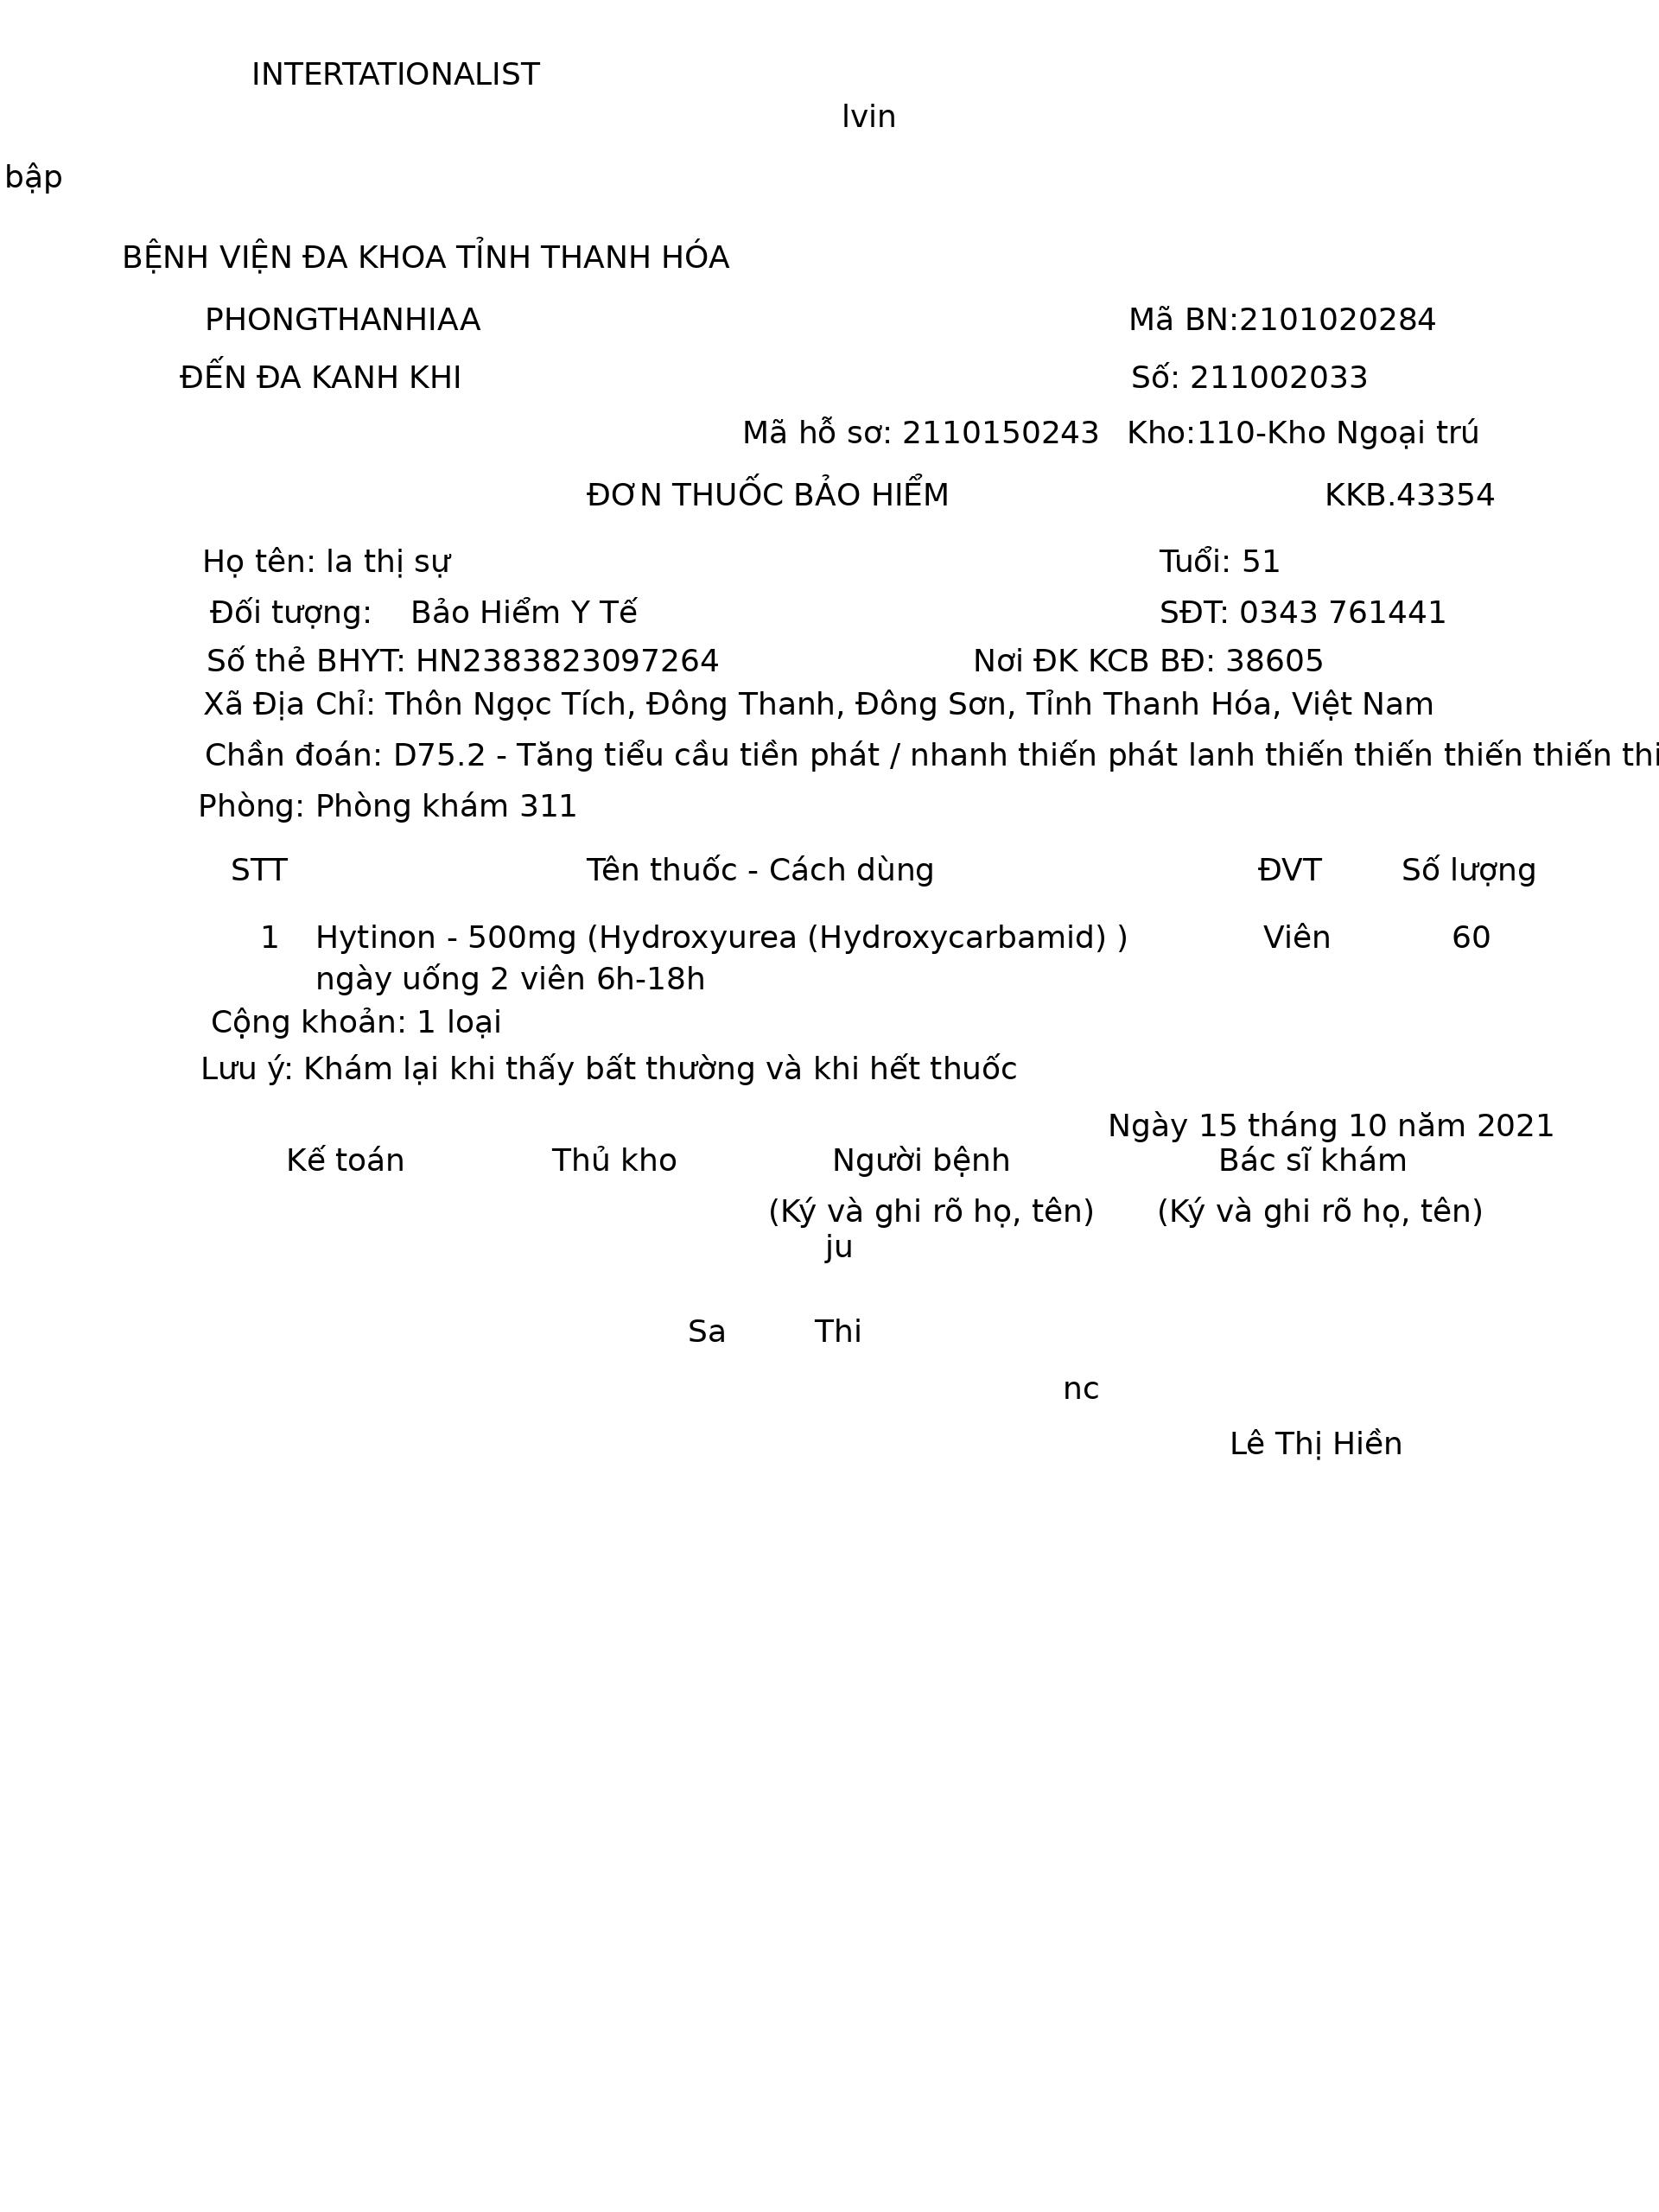 INTERTATIONALIST
lvin
bập
BỆNH VIỆN ĐA KHOA TỈNH THANH HÓA
PHONGTHANHIAA Mã BN:2101020284
ĐẾN ĐA KANH KHI Số: 211002033
Mã hỗ sơ: 2110150243 Kho:110-Kho Ngoại trú
ĐƠN THUỐC BẢO HIỂM KKB.43354
Họ tên: la thị sự Tuổi: 51
Đối tượng: Bảo Hiểm Y Tế SĐT: 0343 761441
Số thẻ BHYT: HN2383823097264 Nơi ĐK KCB BĐ: 38605
Xã Địa Chỉ: Thôn Ngọc Tích, Đông Thanh, Đông Sơn, Tỉnh Thanh Hóa, Việt Nam
Chần đoán: D75.2 - Tăng tiểu cầu tiền phát / nhanh thiến phát lanh thiến thiến thiến thiến thi
Phòng: Phòng khám 311
STT Tên thuốc - Cách dùng ĐVT Số lượng
1 Hytinon - 500mg (Hydroxyurea (Hydroxycarbamid) ) Viên 60
ngày uống 2 viên 6h-18h
Cộng khoản: 1 loại
Lưu ý: Khám lại khi thấy bất thường và khi hết thuốc
Ngày 15 tháng 10 năm 2021
Kế toán Thủ kho Người bệnh Bác sĩ khám
(Ký và ghi rõ họ, tên) (Ký và ghi rõ họ, tên)
ju
Sa Thi
nc
Lê Thị Hiền